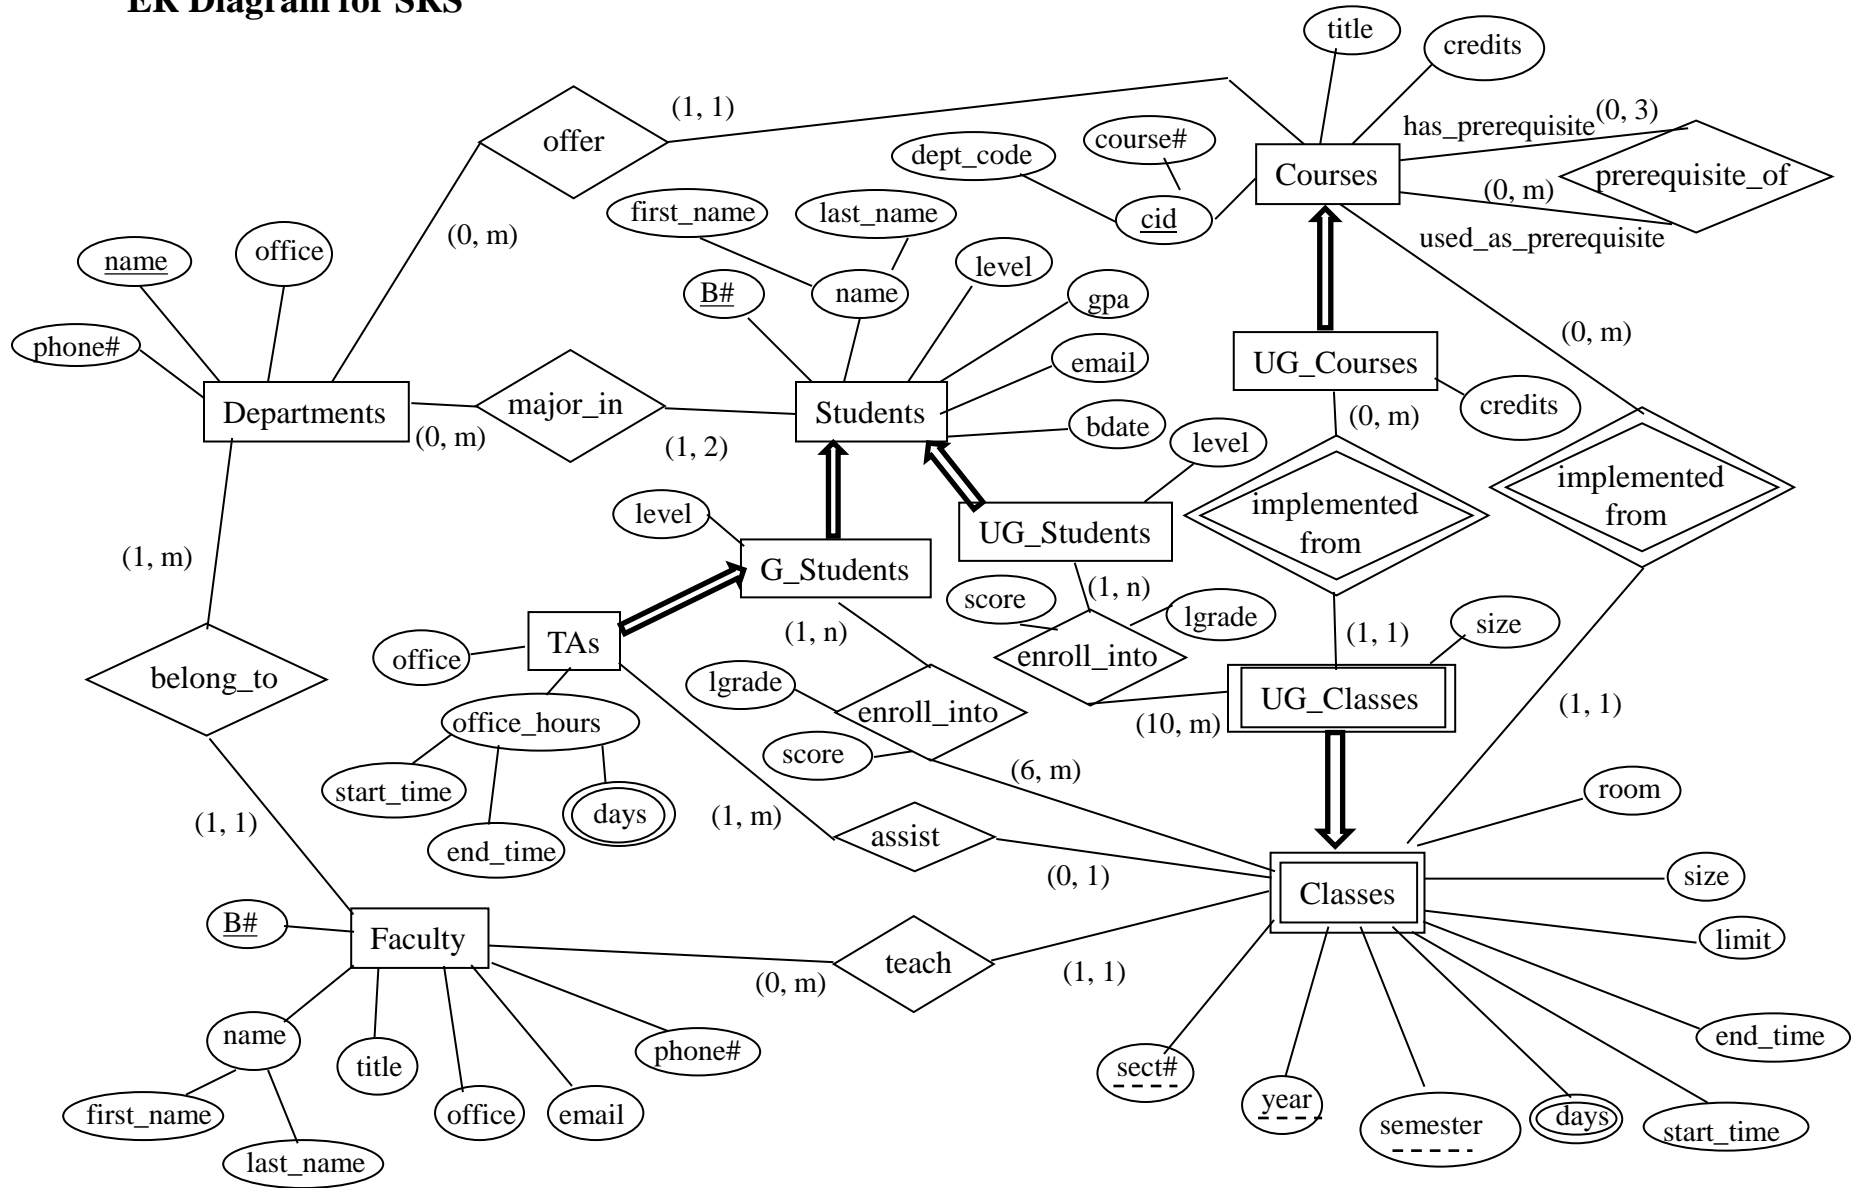 ER Diagram for SRS
title
credits
(1, 1)
has_prerequisite
(0, 3)
offer
dept_code
course#
Courses
prerequisite_of
(0, m)
first_name
last_name
cid
used_as_prerequisite
(0, m)
name
office
level
B#
name
gpa
phone#
email
(0, m)
UG_Courses
Departments
major_in
Students
credits
(0, m)
(0, m)
(1, 2)
bdate
level
implemented
from
implemented
from
level
UG_Students
(1, m)
G_Students
score
(1, n)
lgrade
size
TAs
(1, n)
(1, 1)
office
enroll_into
belong_to
lgrade
UG_Classes
(1, 1)
office_hours
enroll_into
(10, m)
score
(6, m)
start_time
room
days
(1, m)
(1, 1)
assist
end_time
(0, 1)
size
Classes
B#
Faculty
limit
teach
(0, m)
(1, 1)
name
phone#
end_time
title
sect#
year
first_name
office
email
semester
days
start_time
last_name